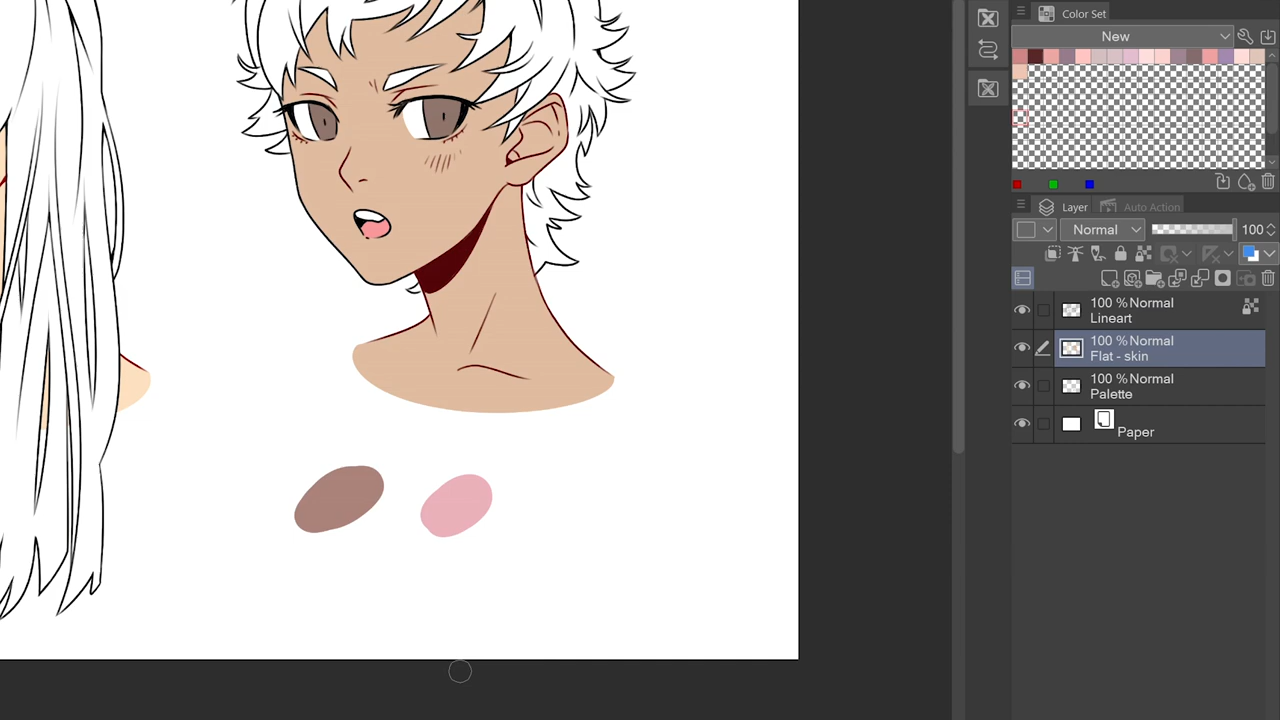 Color Set
New
Layer
Auto Action
Normal
100
100 % Normal
Lineart
100 % Normal
Flat - skin
100 % Normal
Palette
Paper